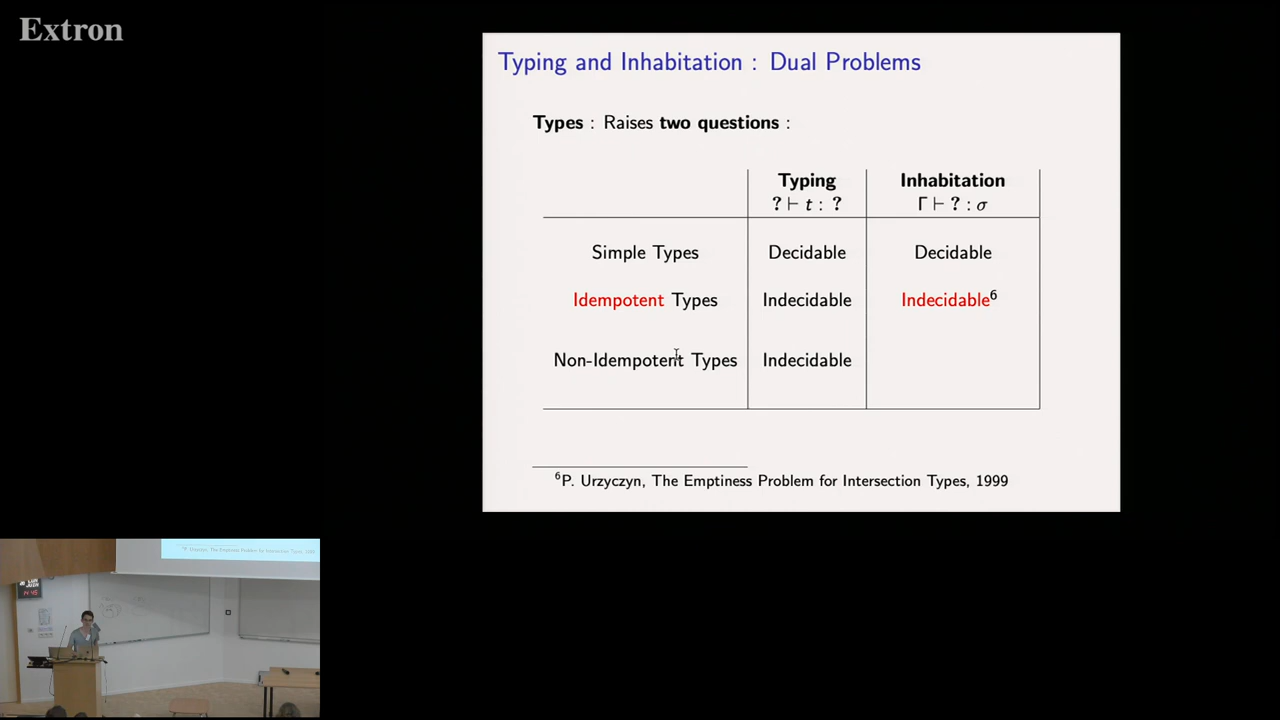 Extron
Typing and Inhabitation : Dual Problems
Types : Raises two questions :
Typing Inhabitation
? ⊢ t : ? Γ ⊢ ? : σ
Simple Types Decidable Decidable
Idempotent Types Indecidable Indecidable⁶
Non-Idempotent Types Indecidable
⁶P. Urzyczyn, The Emptiness Problem for Intersection Types, 1999